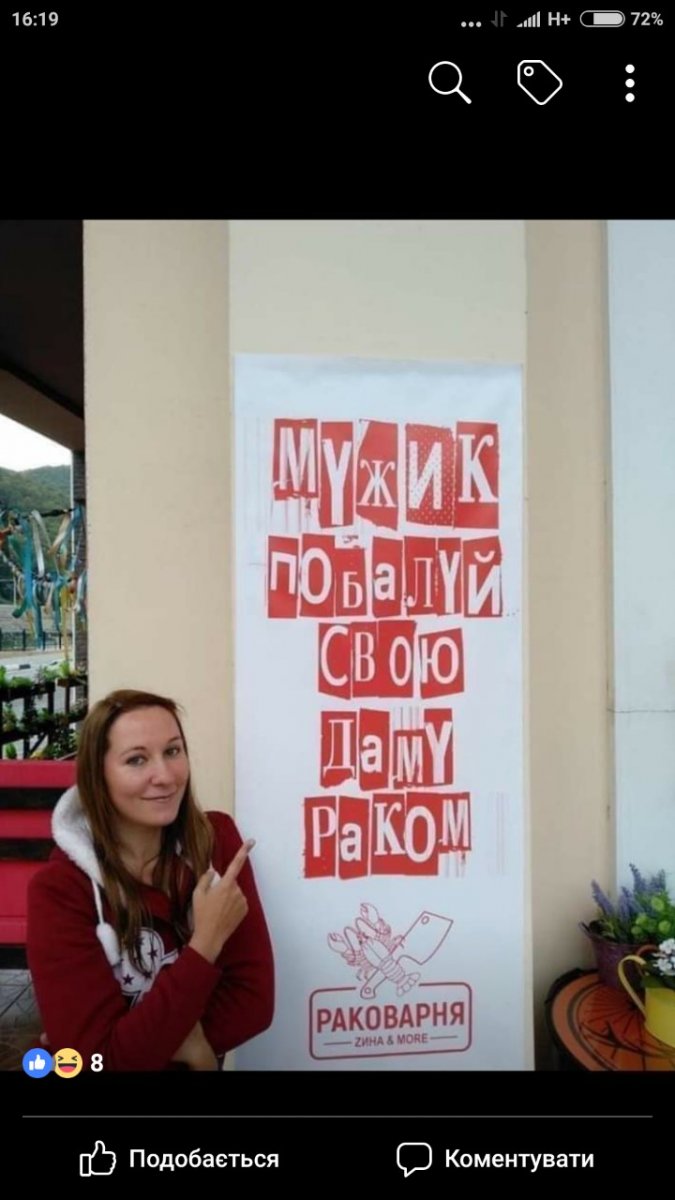 16:19
H+
72%
МУЖИК
ПОБаЛУЙ
СВОЮ
ДаМУ
РаКОМ
РАКОВАРНЯ
ZИНА & MORE
8
Подобається
Коментувати